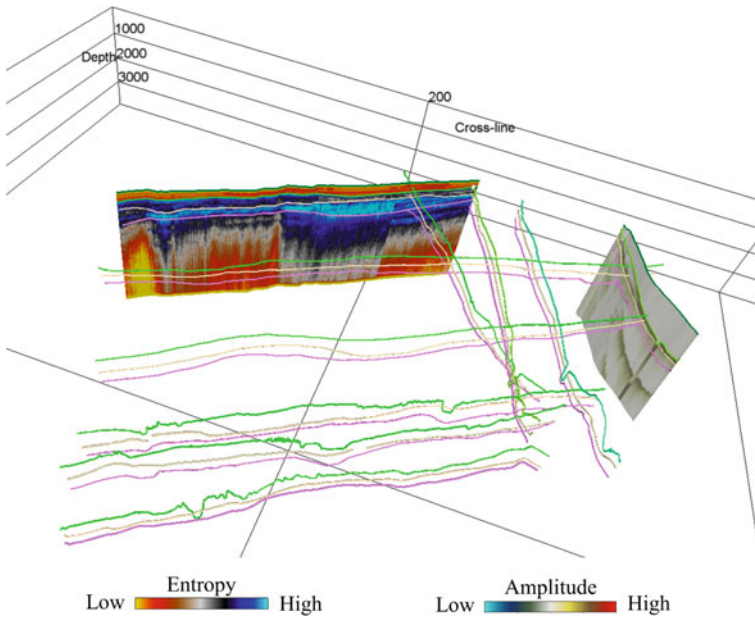 1000
Depth 2000
3000
200
Cross-line
Entropy
Low High
Amplitude
Low High